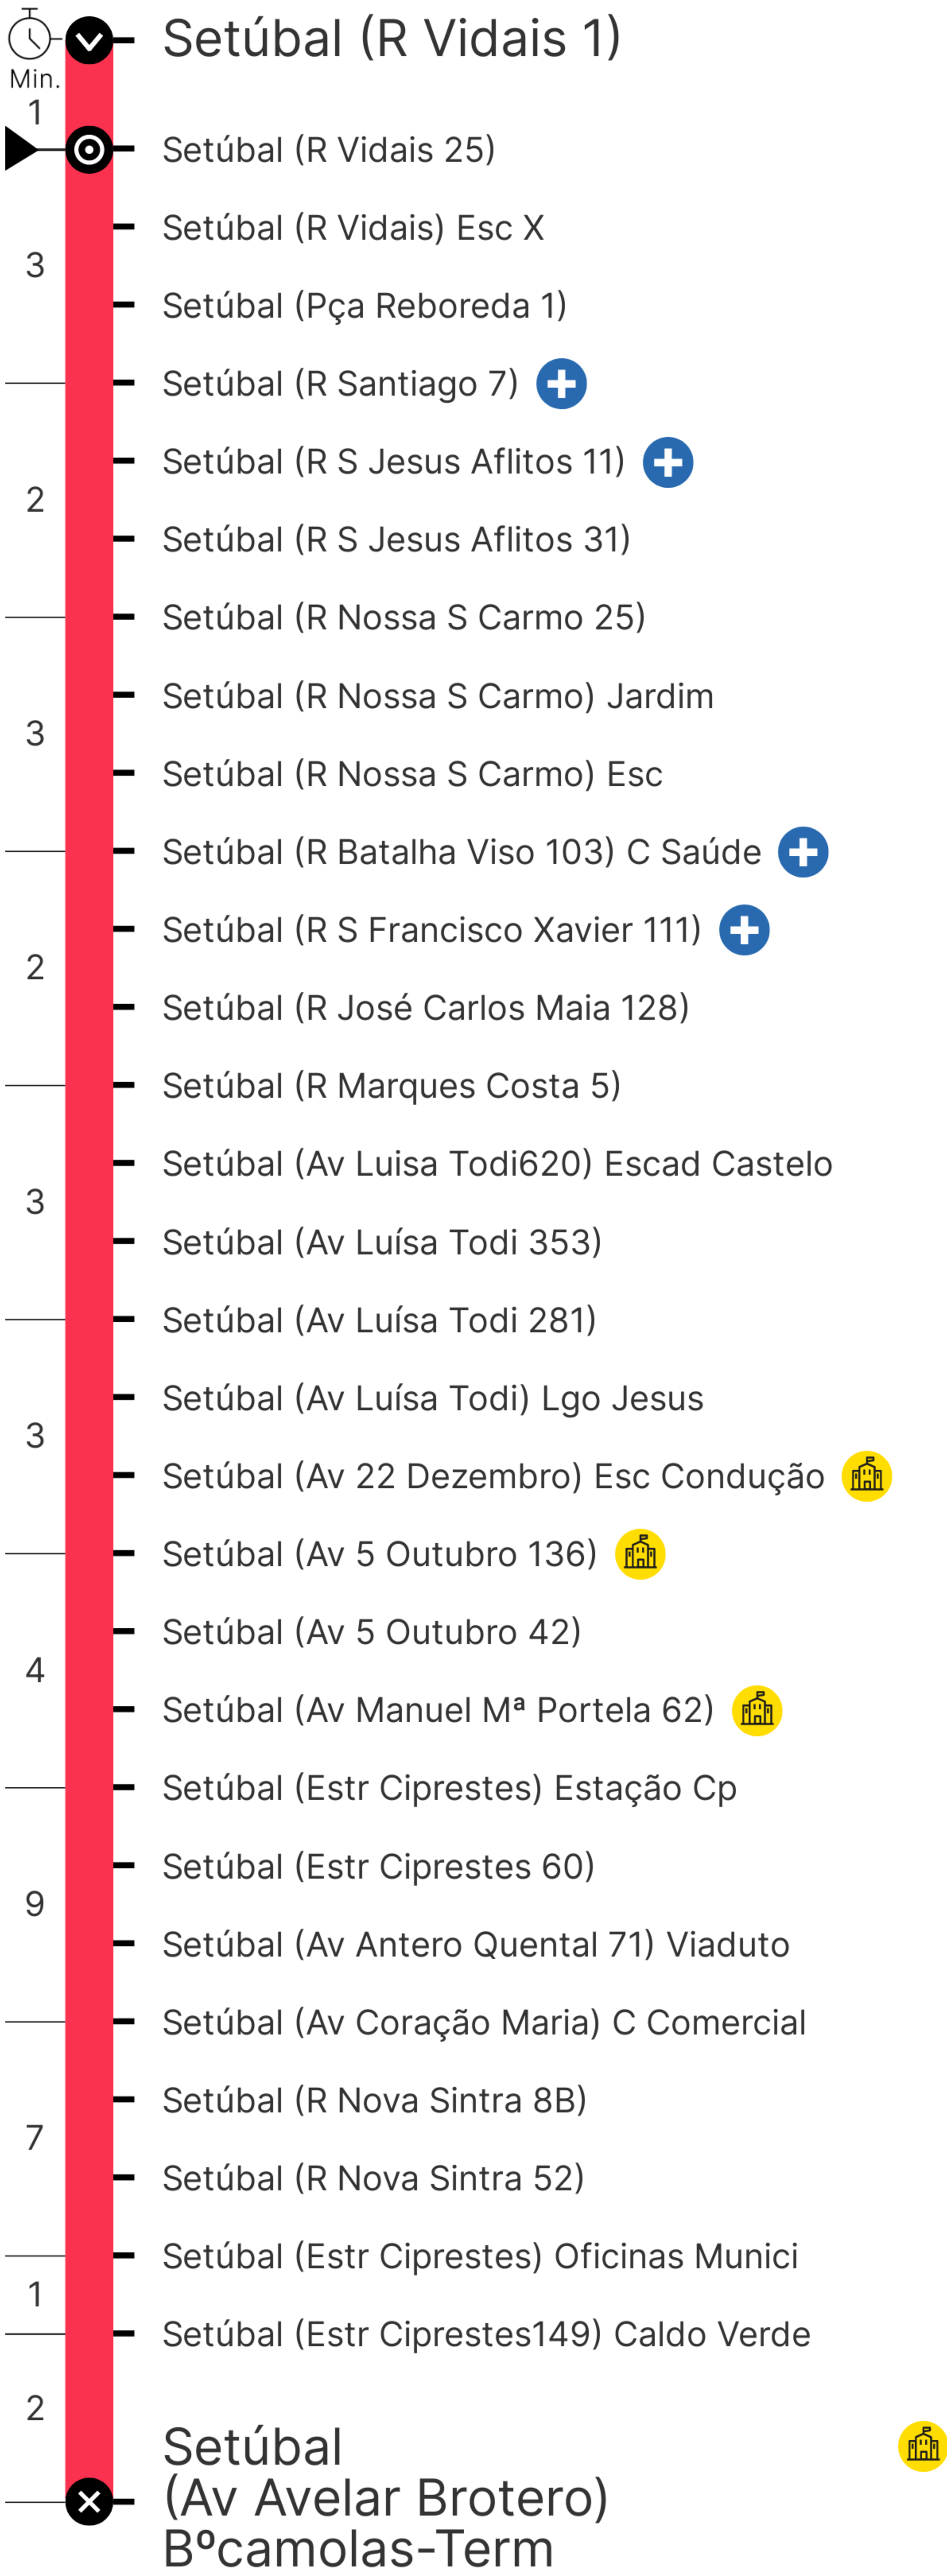 Min.
Setúbal (R Vidais 1)
1
Setúbal (R Vidais 25)
Setúbal (R Vidais) Esc X
3
Setúbal (Pça Reboreda 1)
Setúbal (R Santiago 7)
Setúbal (R S Jesus Aflitos 11)
2
Setúbal (R S Jesus Aflitos 31)
Setúbal (R Nossa S Carmo 25)
Setúbal (R Nossa S Carmo) Jardim
3
Setúbal (R Nossa S Carmo) Esc
Setúbal (R Batalha Viso 103) C Saúde
Setúbal (R S Francisco Xavier 111)
2
Setúbal (R José Carlos Maia 128)
Setúbal (R Marques Costa 5)
Setúbal (Av Luisa Todi620) Escad Castelo
3
Setúbal (Av Luísa Todi 353)
Setúbal (Av Luísa Todi 281)
Setúbal (Av Luísa Todi) Lgo Jesus
3
Setúbal (Av 22 Dezembro) Esc Condução
Setúbal (Av 5 Outubro 136)
Setúbal (Av 5 Outubro 42)
4
Setúbal (Av Manuel Mª Portela 62)
Setúbal (Estr Ciprestes) Estação Cp
Setúbal (Estr Ciprestes 60)
9
Setúbal (Av Antero Quental 71) Viaduto
Setúbal (Av Coração Maria) C Comercial
Setúbal (R Nova Sintra 8B)
7
Setúbal (R Nova Sintra 52)
Setúbal (Estr Ciprestes) Oficinas Munici
1
Setúbal (Estr Ciprestes149) Caldo Verde
2
Setúbal
(Av Avelar Brotero)
Bºcamolas-Term